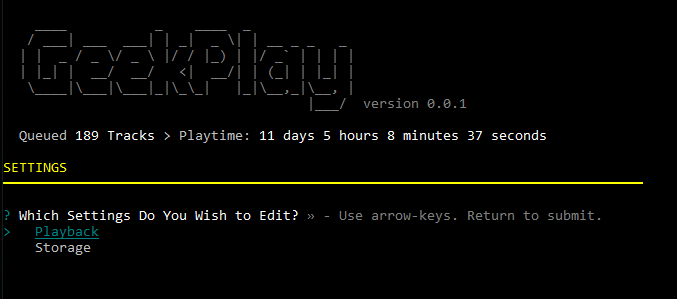 GeekPlay
version 0.0.1
Queued 189 Tracks > Playtime: 11 days 5 hours 8 minutes 37 seconds
SETTINGS
? Which Settings Do You Wish to Edit? » - Use arrow-keys. Return to submit.
> Playback
Storage